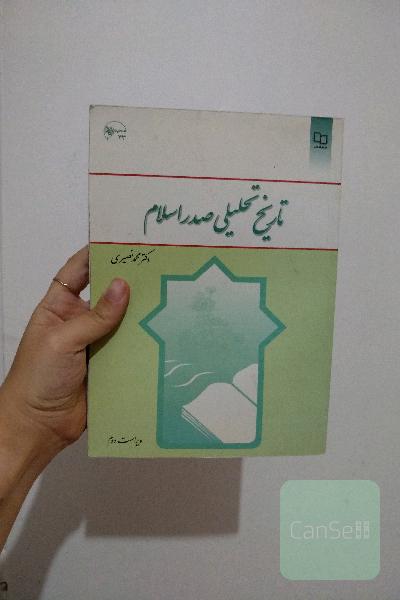 تاریخ تحلیلی صدر اسلام
دکتر محمد نصیری
ویراست دوم
CanSell